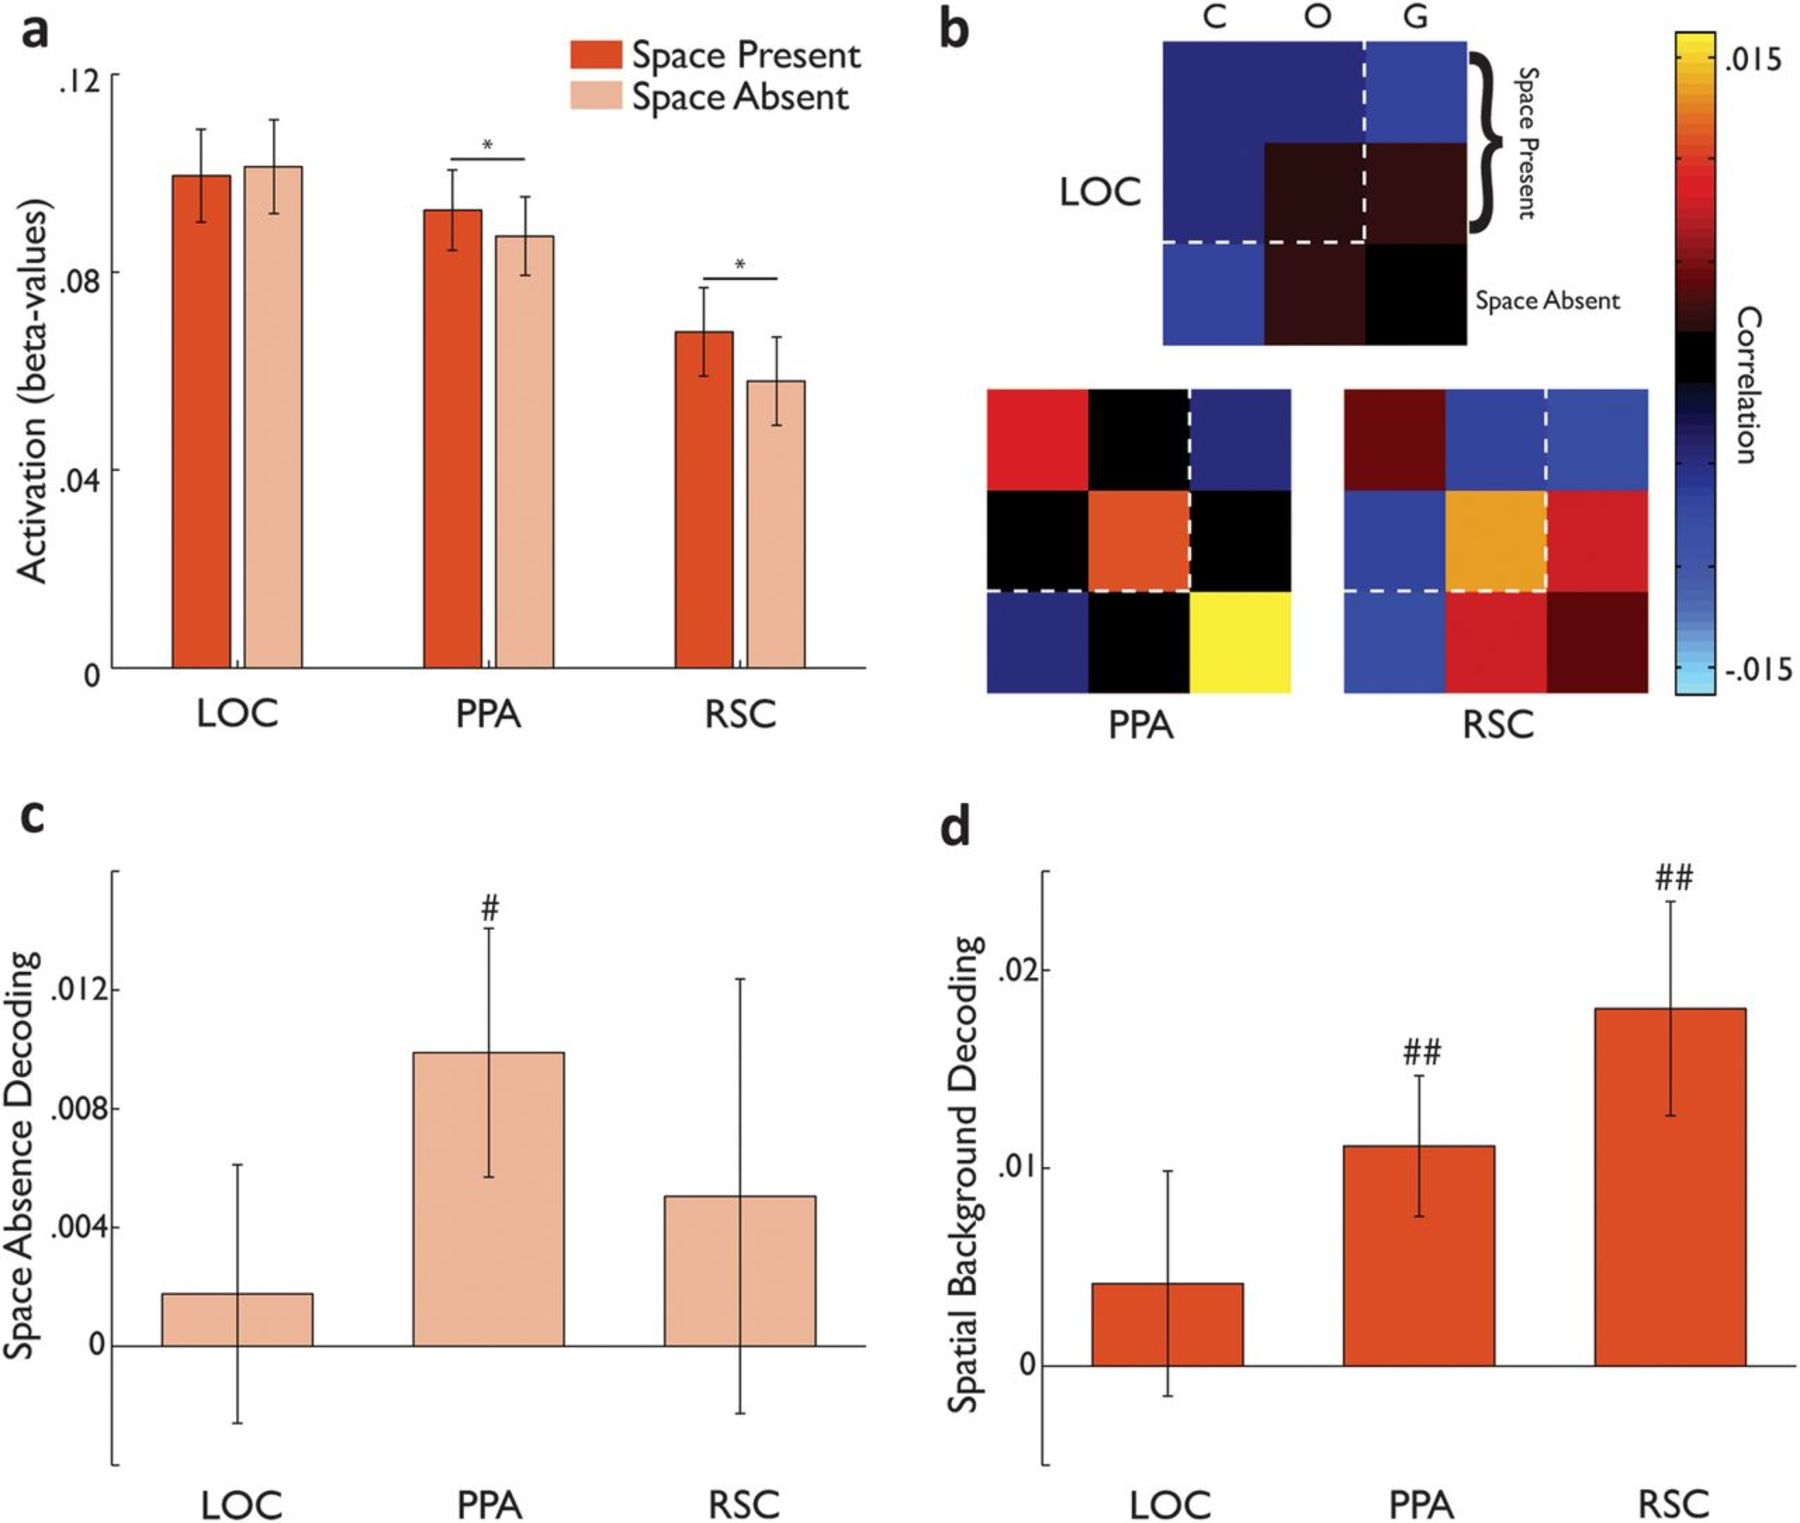 a
Space Present
Space Absent
.12
.08
.04
0
Activation (beta-values)
*
*
LOC PPA RSC
b
C O G
LOC
Space Present
Space Absent
PPA RSC
.015
Correlation
-.015
c
Space Absence Decoding
.012
.008
.004
0
#
LOC PPA RSC
d
Spatial Background Decoding
.02
.01
0
##
##
LOC PPA RSC